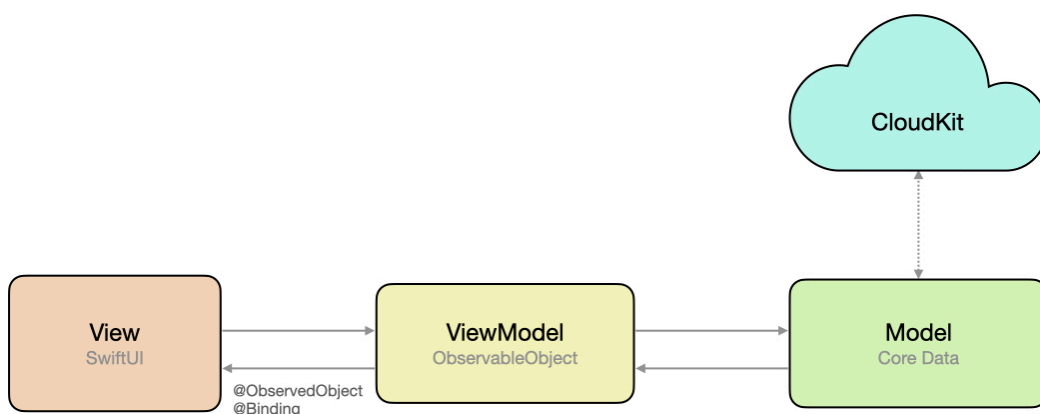 CloudKit
View
SwiftUI
ViewModel
ObservableObject
Model
Core Data
@ObservedObject
@Binding